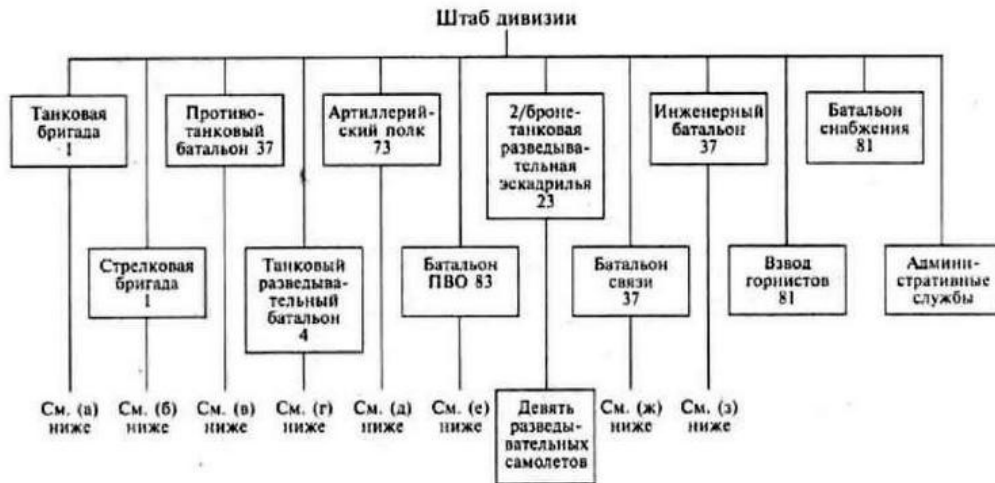 Штаб дивизии
Танковая
бригада
1
Противо-
танковый
батальон 37
Артиллерий-
ский полк
73
2/броне-
танковая
разведыва-
тельная
эскадрилья
23
Инженерный
батальон
37
Батальон
снабжения
81
Стрелковая
бригада
1
Танковый
разведыва-
тельный
батальон
4
Батальон
ПВО 83
Батальон
связи
37
Взвод
горнистов
81
Админи-
стративные
службы
См. (а)
ниже
См. (б)
ниже
См. (в)
ниже
См. (г)
ниже
См. (д)
ниже
См. (е)
ниже
Девять
разведы-
вательных
самолетов
См. (ж)
ниже
См. (з)
ниже